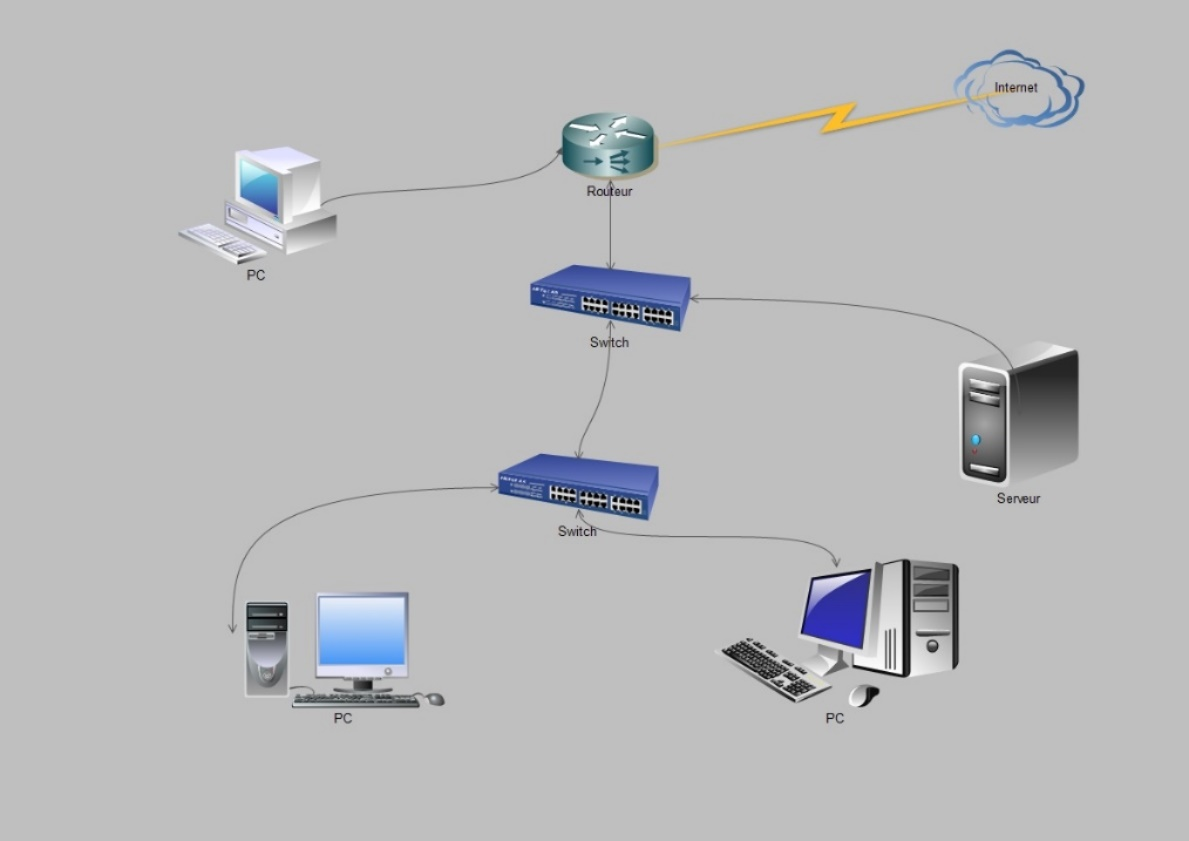 Internet
Routeur
PC
Switch
Serveur
Switch
PC
PC